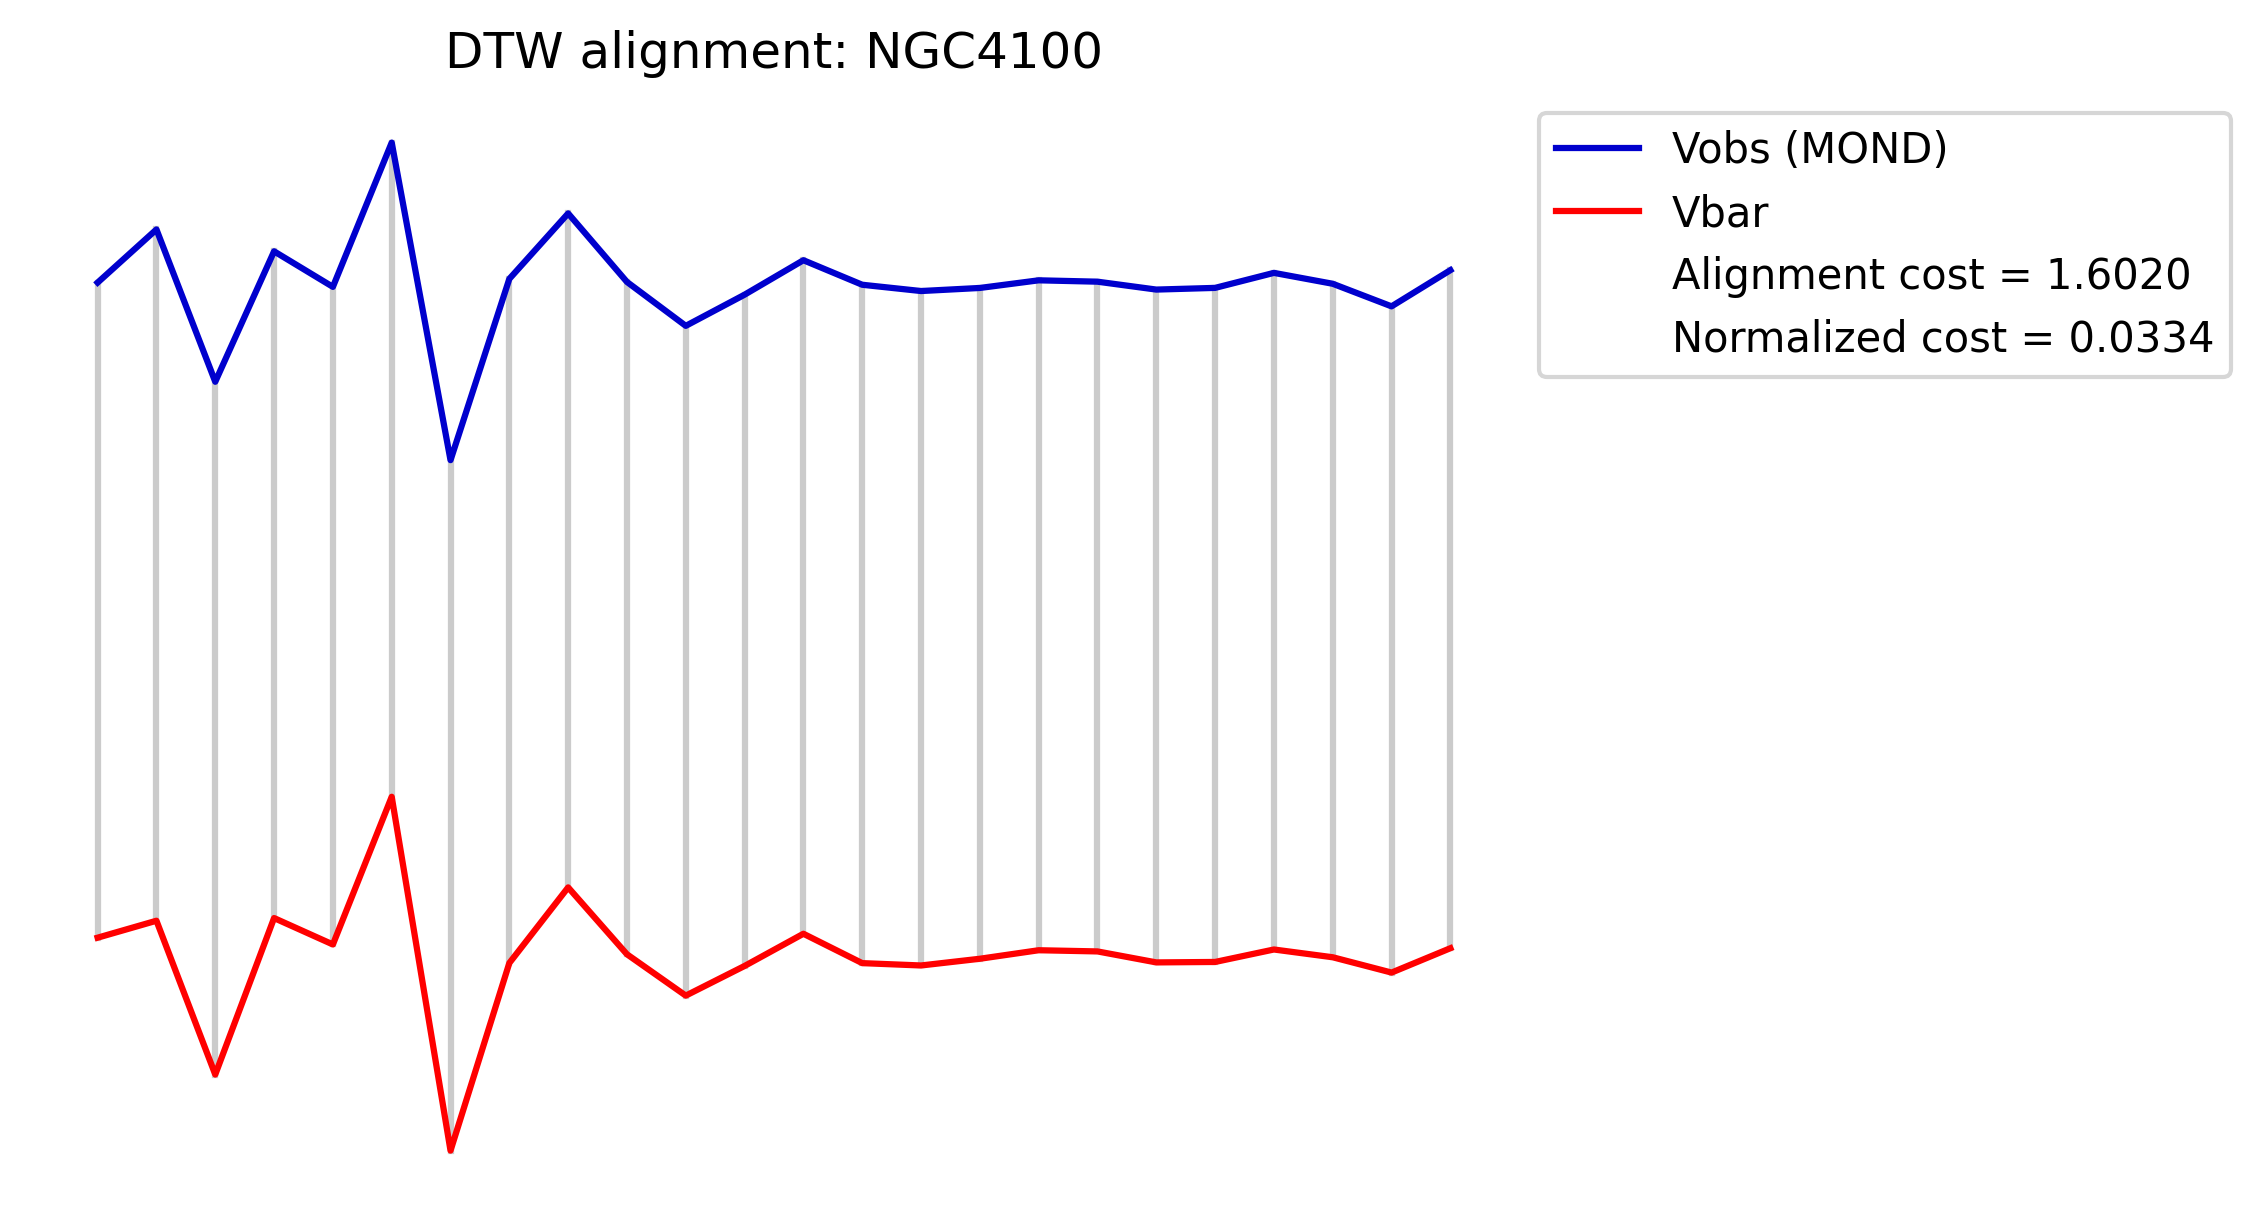 DTW alignment: NGC4100
Vobs (MOND)
Vbar
Alignment cost = 1.6020
Normalized cost = 0.0334